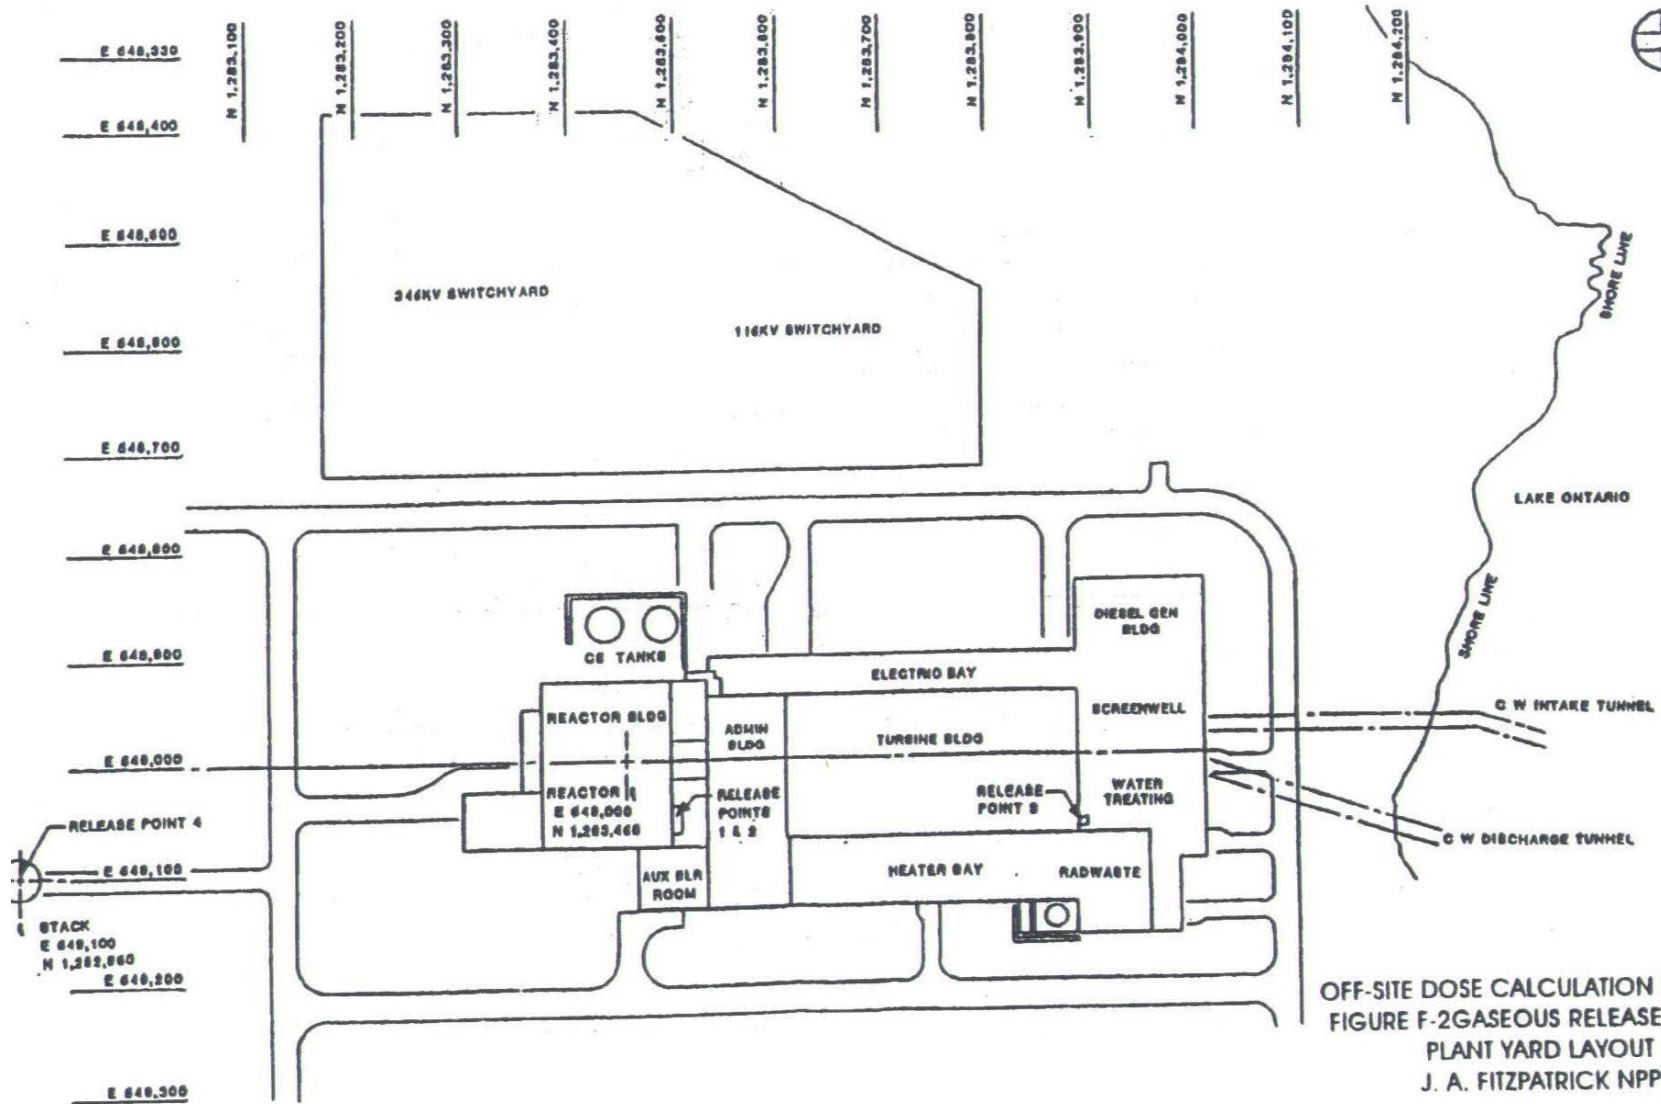 N 1,283,100
N 1,283,200
N 1,283,300
N 1,283,400
N 1,283,600
N 1,283,600
N 1,283,700
N 1,283,800
N 1,283,900
N 1,284,000
N 1,284,100
N 1,284,200
E 648,330
E 648,400
E 648,600
E 648,600
E 648,700
E 648,800
E 648,900
E 649,000
E 649,100
E 649,200
E 649,300
SHORE LINE
346KV SWITCHYARD
116KV SWITCHYARD
LAKE ONTARIO
SHORE LINE
DIESEL GEN
BLDG
CS TANKS
ELECTRIC BAY
REACTOR BLDG
ADMIN
BLDG
TURBINE BLDG
SCREENWELL
C W INTAKE TUNNEL
REACTOR
E 649,000
N 1,283,466
RELEASE
POINTS
1 & 2
RELEASE
POINT 3
WATER
TREATING
RELEASE POINT 4
C W DISCHARGE TUNNEL
AUX BLR
ROOM
HEATER BAY
RADWASTE
STACK
E 649,100
N 1,282,860
OFF-SITE DOSE CALCULATION
FIGURE F-2GASEOUS RELEASE
PLANT YARD LAYOUT
J. A. FITZPATRICK NPP